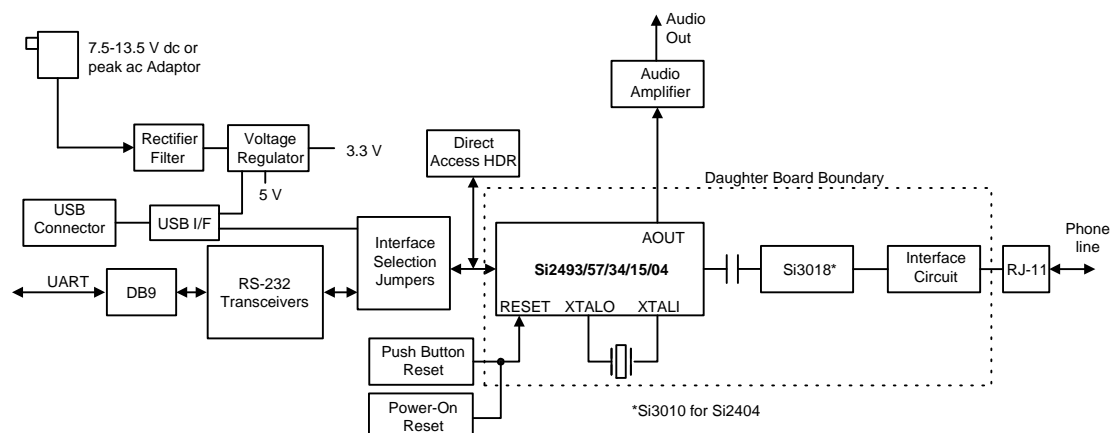 Audio
Out
7.5-13.5 V dc or
peak ac Adaptor
Audio
Amplifier
Rectifier
Filter
Voltage
Regulator
3.3 V
5 V
Direct
Access HDR
Daughter Board Boundary
USB
Connector
USB I/F
Interface
Selection
Jumpers
AOUT
Si2493/57/34/15/04
RESET
XTALO
XTALI
Si3018*
Interface
Circuit
RJ-11
Phone
line
UART
DB9
RS-232
Transceivers
Push Button
Reset
Power-On
Reset
*Si3010 for Si2404